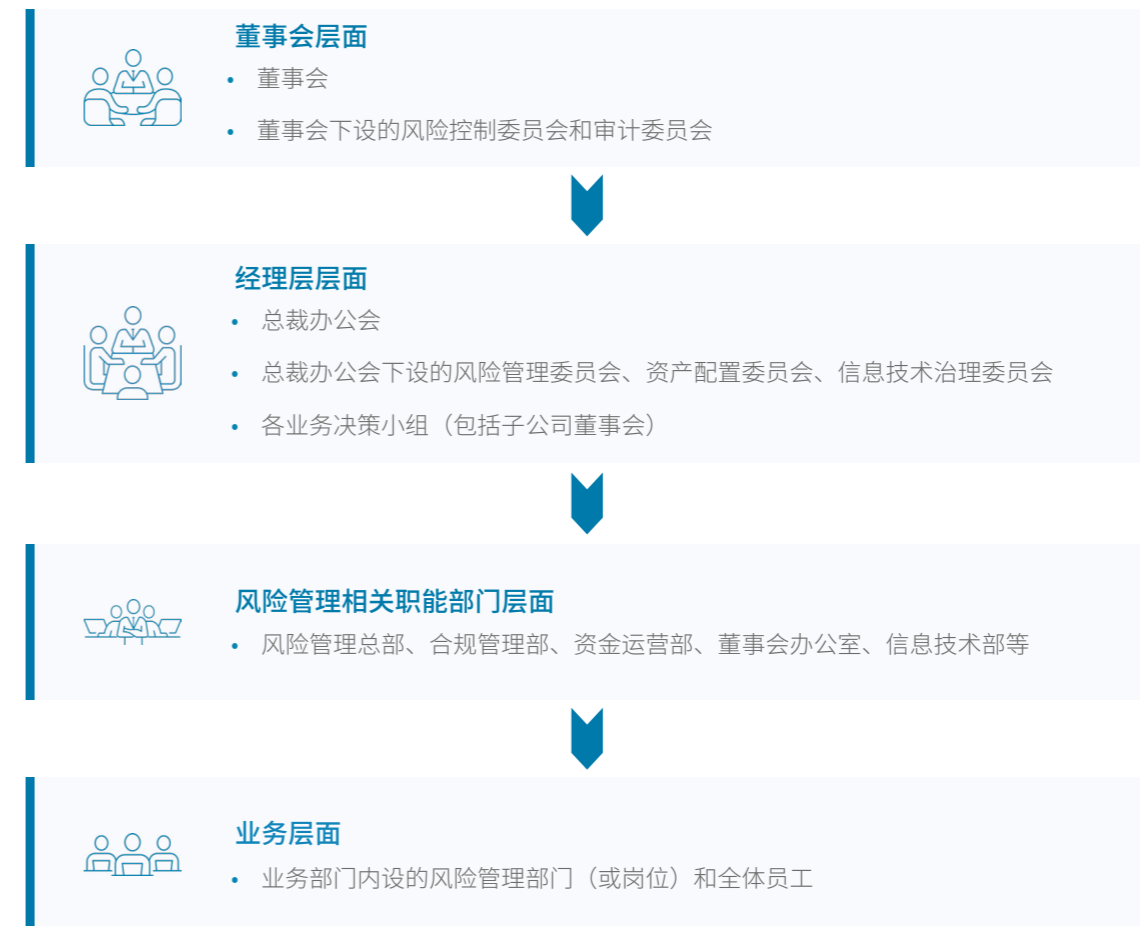 董事会层面
• 董事会
• 董事会下设的风险控制委员会和审计委员会
经理层层面
• 总裁办公会
• 总裁办公会下设的风险管理委员会、资产配置委员会、信息技术治理委员会
• 各业务决策小组（包括子公司董事会）
风险管理相关职能部门层面
• 风险管理总部、合规管理部、资金运营部、董事会办公室、信息技术部等
业务层面
• 业务部门内设的风险管理部门（或岗位）和全体员工